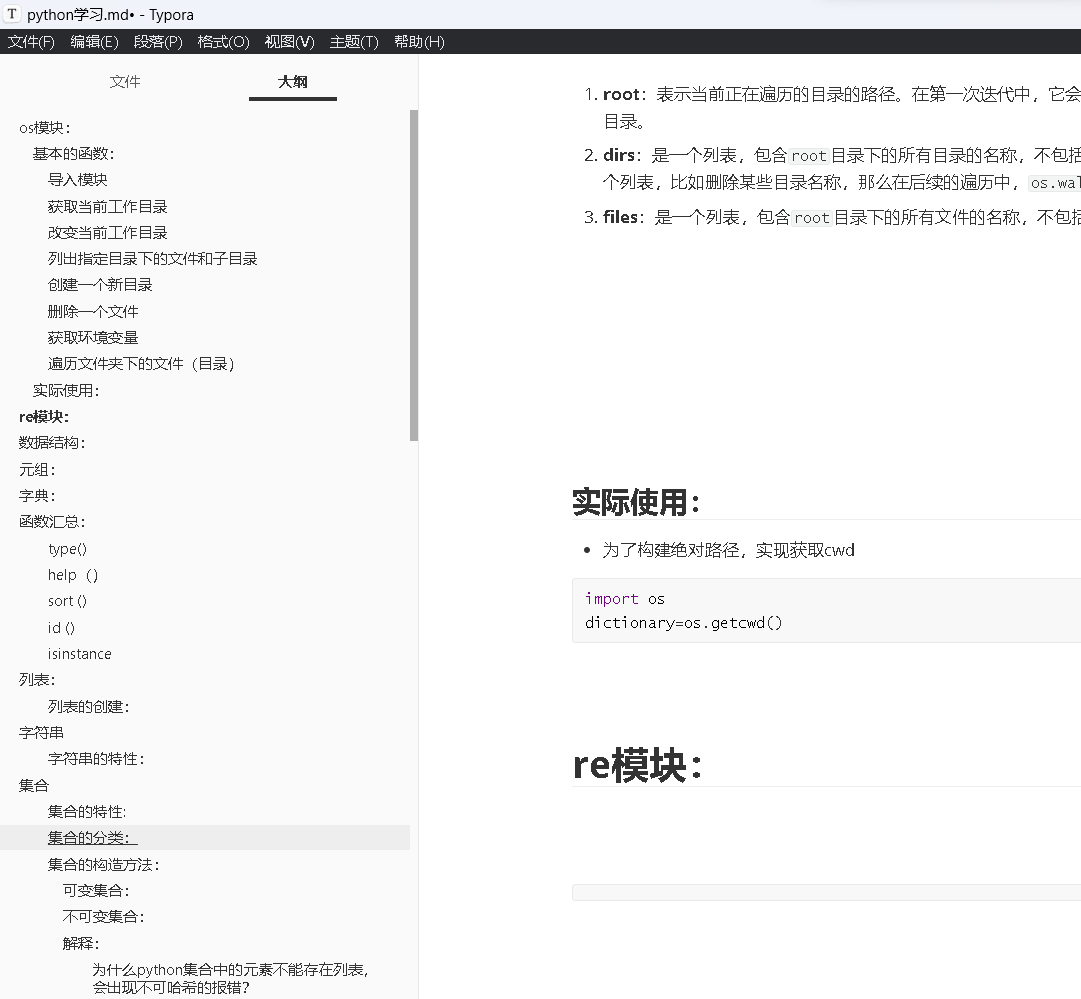 T python学习.md• - Typora
文件(F) 编辑(E) 段落(P) 格式(O) 视图(V) 主题(T) 帮助(H)
文件 大纲
os模块：
基本的函数：
导入模块
获取当前工作目录
改变当前工作目录
列出指定目录下的文件和子目录
创建一个新目录
删除一个文件
获取环境变量
遍历文件夹下的文件（目录）
实际使用：
re模块：
数据结构：
元组：
字典：
函数汇总：
type()
help（）
sort ()
id ()
isinstance
列表：
列表的创建：
字符串
字符串的特性：
集合
集合的特性:
集合的分类：
集合的构造方法：
可变集合：
不可变集合：
解释：
为什么python集合中的元素不能存在列表，
会出现不可哈希的报错？
1. root：表示当前正在遍历的目录的路径。在第一次迭代中，它会
目录。
2. dirs：是一个列表，包含root目录下的所有目录的名称，不包括
个列表，比如删除某些目录名称，那么在后续的遍历中，os.wal
3. files：是一个列表，包含root目录下的所有文件的名称，不包括
实际使用：
• 为了构建绝对路径，实现获取cwd
import os
dictionary=os.getcwd()
re模块：